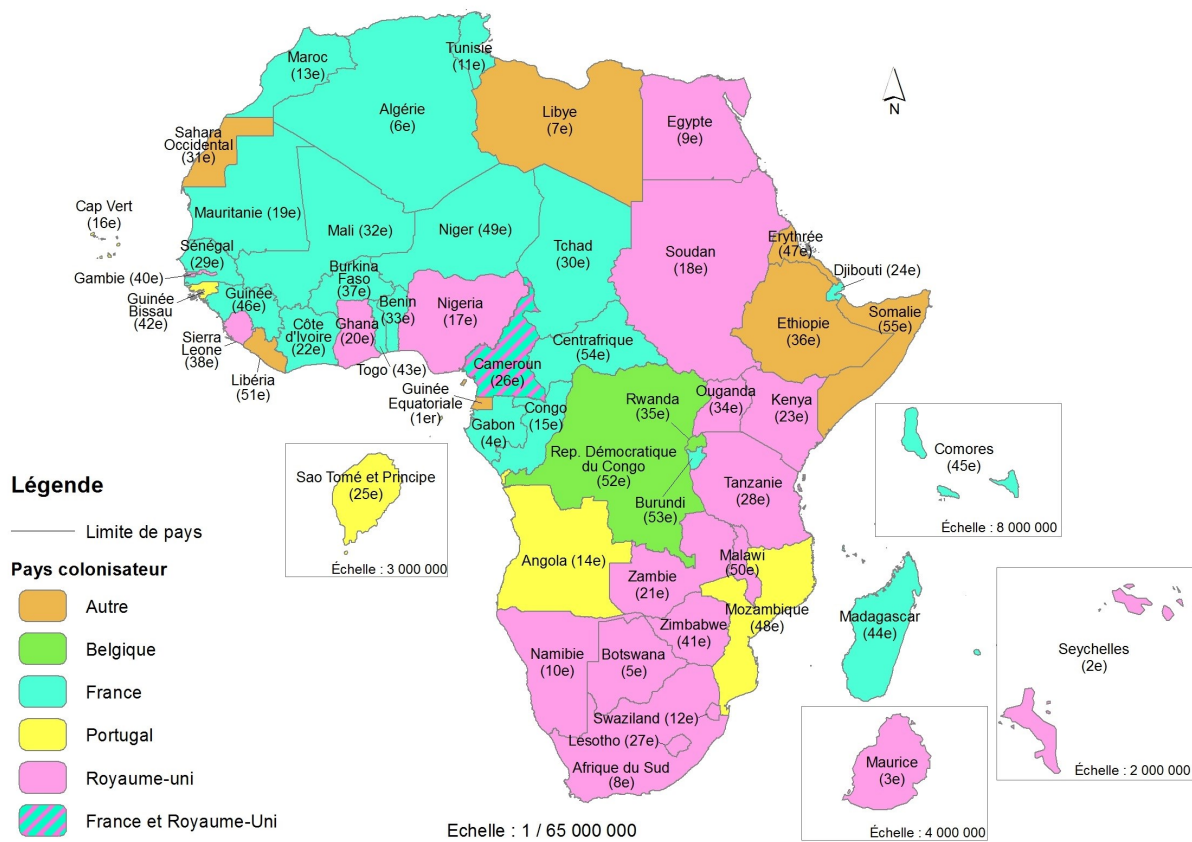 Maroc
(13e)
Tunisie
(11e)
Algérie
(6e)
Libye
(7e)
Egypte
(9e)
N
Sahara
Occidental
(31e)
Cap Vert
(16e)
Mauritanie (19e)
Mali (32e)
Niger (49e)
Tchad
(30e)
Soudan
(18e)
Erythrée
(47e)
Djibouti (24e)
Sénégal
(29e)
Gambie (40e)
Guinée
Bissau
(42e)
Guinée
(46e)
Burkina
Faso
(37e)
Benin
(33e)
Nigeria
(17e)
Somalie
(55e)
Ethiopie
(36e)
Sierra
Leone
(38e)
Côte
d'Ivoire
(22e)
Ghana
(20e)
Togo (43e)
Libéria
(51e)
Cameroun
(26e)
Centrafrique
(54e)
Guinée
Equatoriale
(1er)
Gabon
(4e)
Congo
(15e)
Rwanda
(35e)
Ouganda
(34e)
Kenya
(23e)
Rep. Démocratique
du Congo
(52e)
Burundi
(53e)
Tanzanie
(28e)
Comores
(45e)
Échelle : 8 000 000
Sao Tomé et Principe
(25e)
Échelle : 3 000 000
Angola (14e)
Zambie
(21e)
Malawi
(50e)
Mozambique
(48e)
Zimbabwe
(41e)
Madagascar
(44e)
Namibie
(10e)
Botswana
(5e)
Swaziland (12e)
Lesotho (27e)
Afrique du Sud
(8e)
Seychelles
(2e)
Échelle : 2 000 000
Maurice
(3e)
Échelle : 4 000 000
Légende
Limite de pays
Pays colonisateur
Autre
Belgique
France
Portugal
Royaume-uni
France et Royaume-Uni
Echelle : 1 / 65 000 000